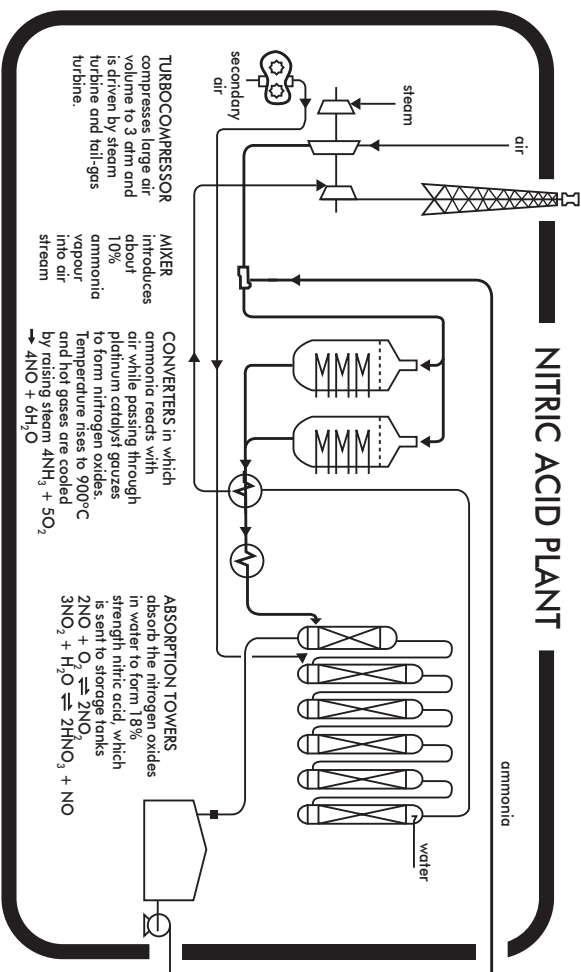 NITRIC ACID PLANT
air
steam
secondary
air
ammonia
water
TURBOCOMPRESSOR
compresses large air
volume to 3 atm and
is driven by steam
turbine and tail-gas
turbine.
MIXER
introduces
about
10%
ammonia
vapour
into air
stream
CONVERTERS in which
ammonia reacts with
air while passing through
platinum catalyst gauzes
to form nirtrogen oxides.
Temperature rises to 900°C
and hot gases are cooled
by raising steam 4NH₃ + 5O₂
→ 4NO + 6H₂O
ABSORPTION TOWERS
absorb the nitrogen oxides
in water to form 18%
strength nitric acid, which
is sent to storage tanks
2NO + O₂ ⇌ 2NO₂
3NO₂ + H₂O ⇌ 2HNO₃ + NO